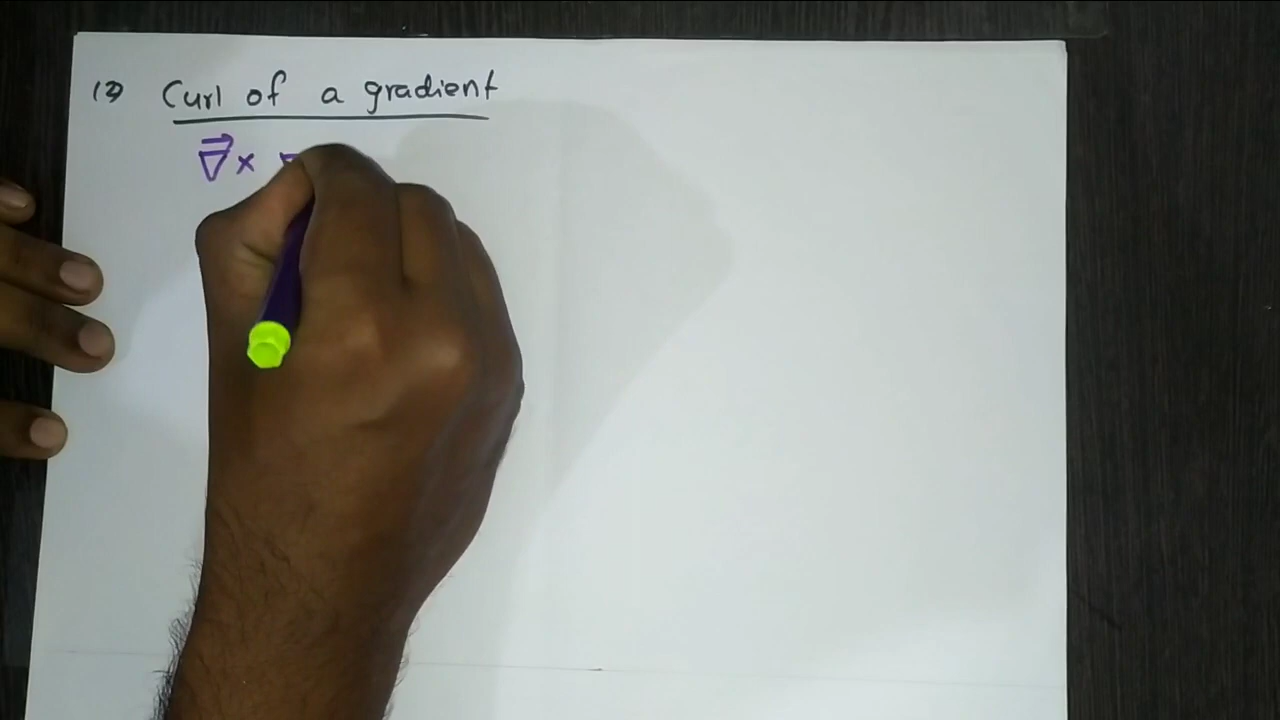 Curl of a gradient
∇⃗ ×